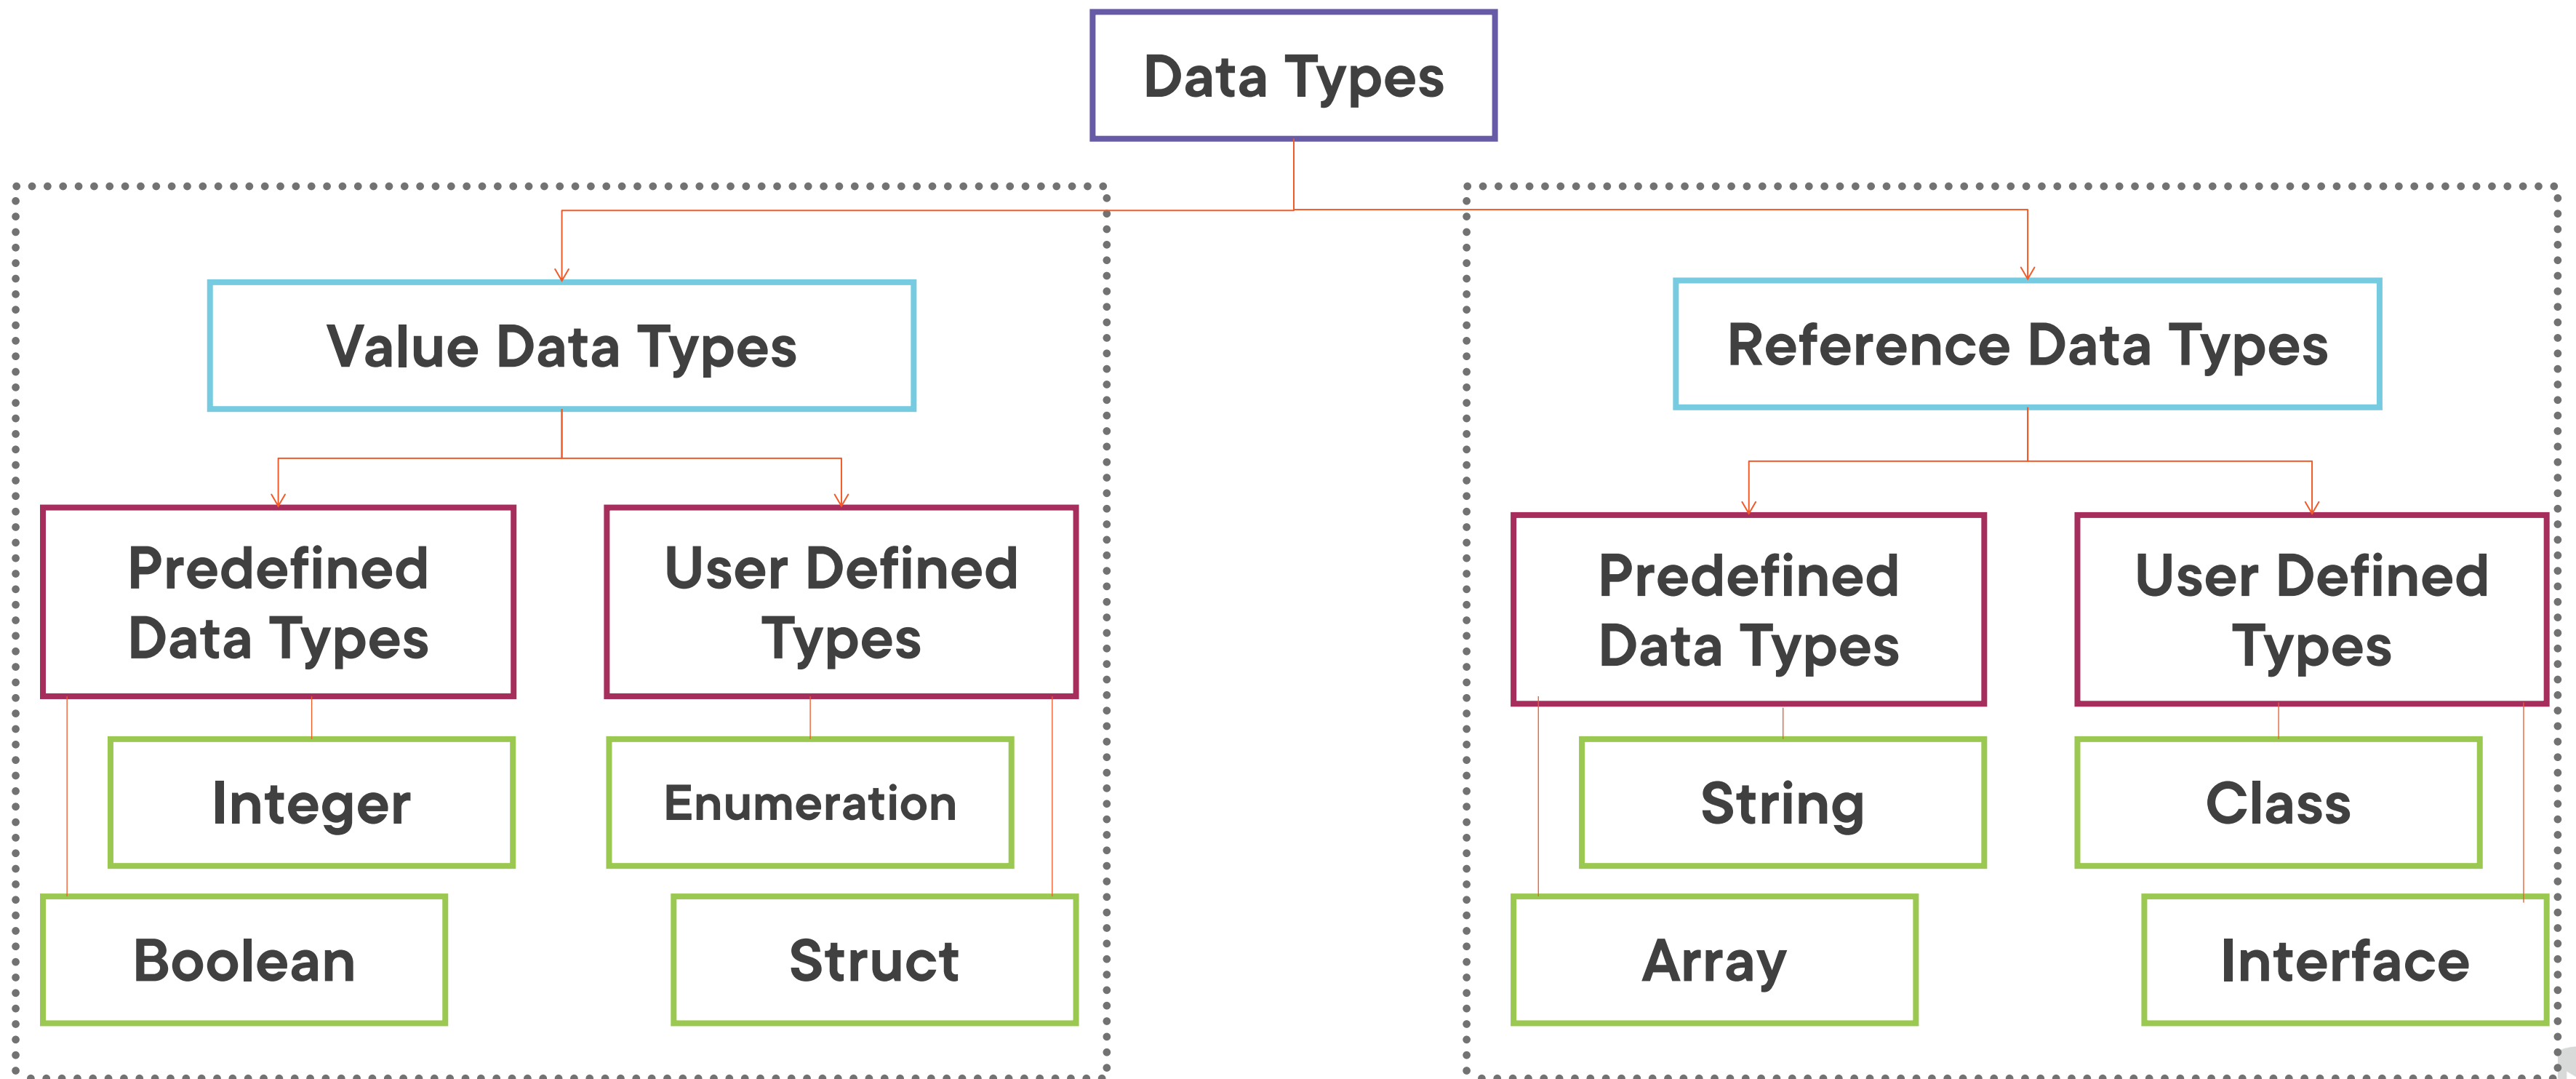 Data Types
Value Data Types
Reference Data Types
Predefined
Data Types
User Defined
Types
Predefined
Data Types
User Defined
Types
Integer
Enumeration
String
Class
Boolean
Struct
Array
Interface